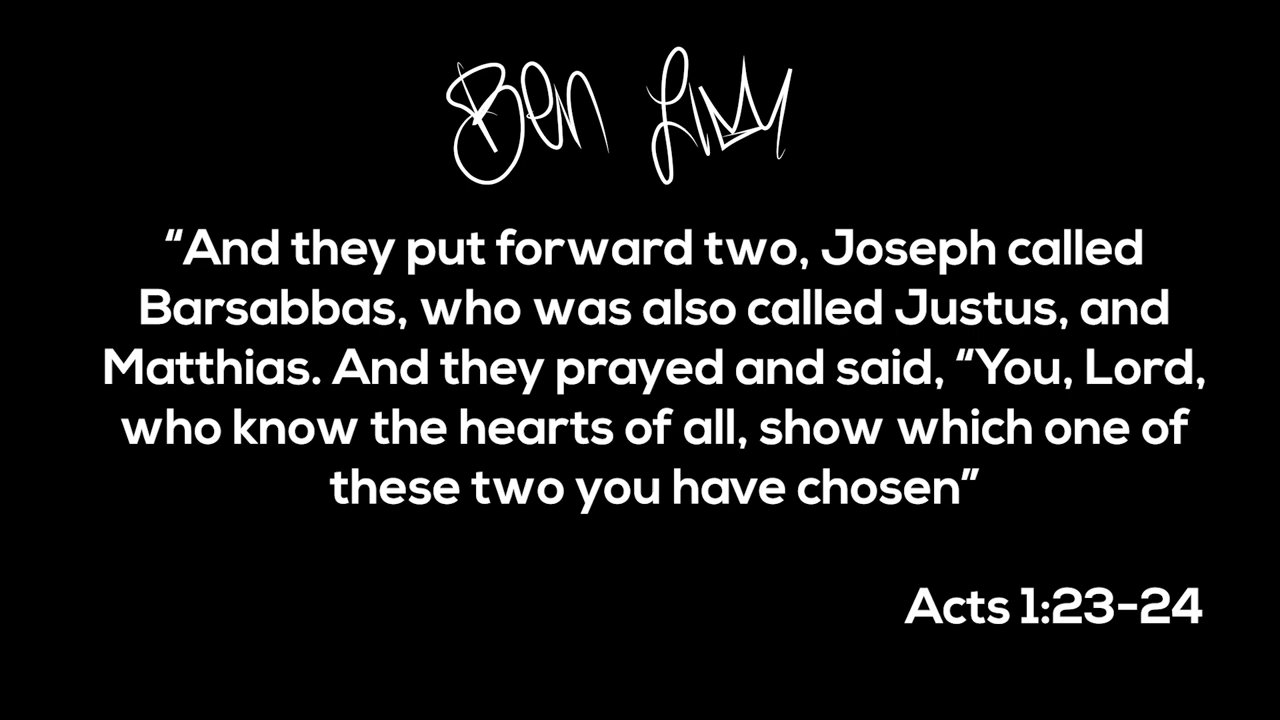 Ben
“And they put forward two, Joseph called
Barsabbas, who was also called Justus, and
Matthias. And they prayed and said, “You, Lord,
who know the hearts of all, show which one of
these two you have chosen”
Acts 1:23-24